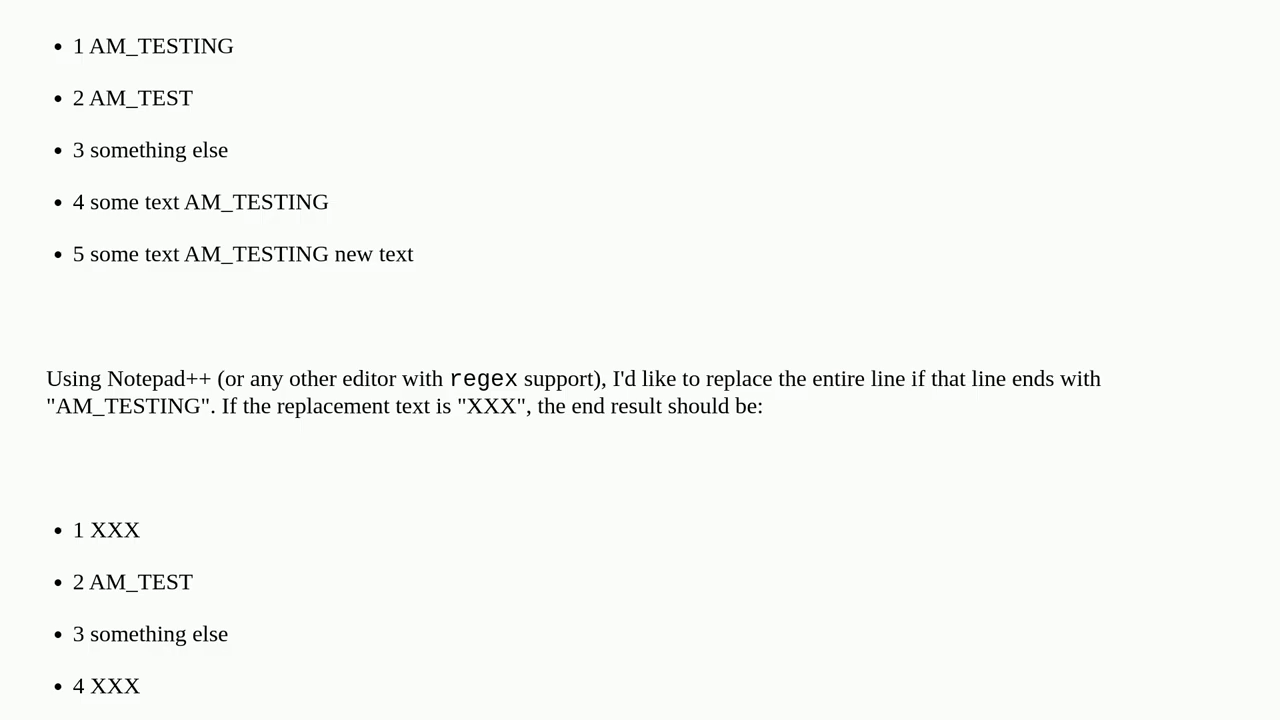 • 1 AM_TESTING
• 2 AM_TEST
• 3 something else
• 4 some text AM_TESTING
• 5 some text AM_TESTING new text
Using Notepad++ (or any other editor with regex support), I'd like to replace the entire line if that line ends with
"AM_TESTING". If the replacement text is "XXX", the end result should be:
• 1 XXX
• 2 AM_TEST
• 3 something else
• 4 XXX